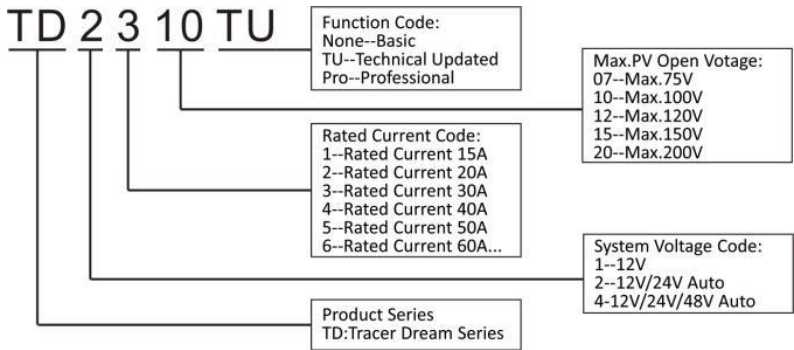 TD 2 3 10 TU
Function Code:
None--Basic
TU--Technical Updated
Pro--Professional
Max.PV Open Votage:
07--Max.75V
10--Max.100V
12--Max.120V
15--Max.150V
20--Max.200V
Rated Current Code:
1--Rated Current 15A
2--Rated Current 20A
3--Rated Current 30A
4--Rated Current 40A
5--Rated Current 50A
6--Rated Current 60A...
System Voltage Code:
1--12V
2--12V/24V Auto
4-12V/24V/48V Auto
Product Series
TD:Tracer Dream Series